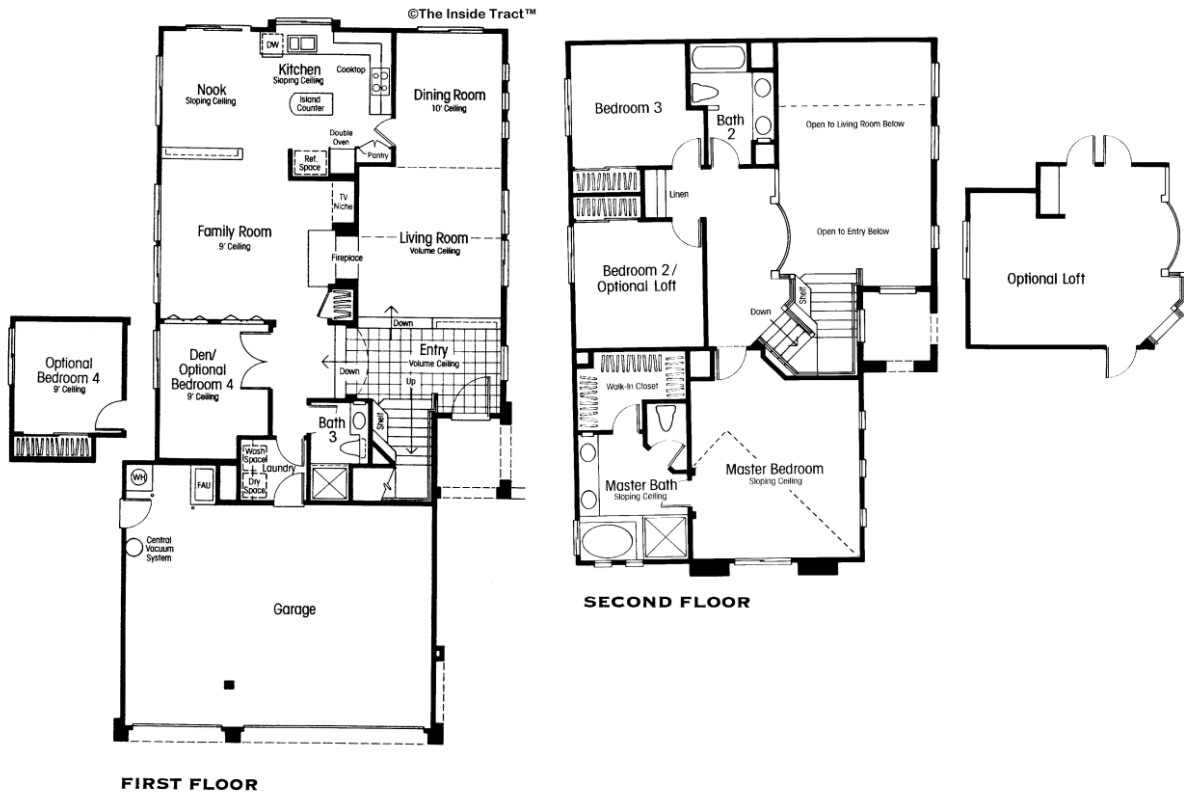 ©The Inside Tract™
DW
Kitchen
Sloping Ceiling
Cooktop
Nook
Sloping Ceiling
Island
Counter
Dining Room
10' Ceiling
Double
Oven
Ref.
Space
Pantry
TV
Niche
Family Room
9' Ceiling
Living Room
Volume Ceiling
Fireplace
Down
Entry
Volume Ceiling
Down
Up
Den/
Optional
Bedroom 4
9' Ceiling
Optional
Bedroom 4
9' Ceiling
Bath
3
Shelf
Wash
Space
Laundry
Dry
Space
WH
FAU
Central
Vacuum
System
Garage
FIRST FLOOR
Bedroom 3
Bath
2
Open to Living Room Below
Linen
Open to Entry Below
Bedroom 2/
Optional Loft
Shelf
Down
Walk-In Closet
Master Bedroom
Sloping Ceiling
Master Bath
Sloping Ceiling
SECOND FLOOR
Optional Loft